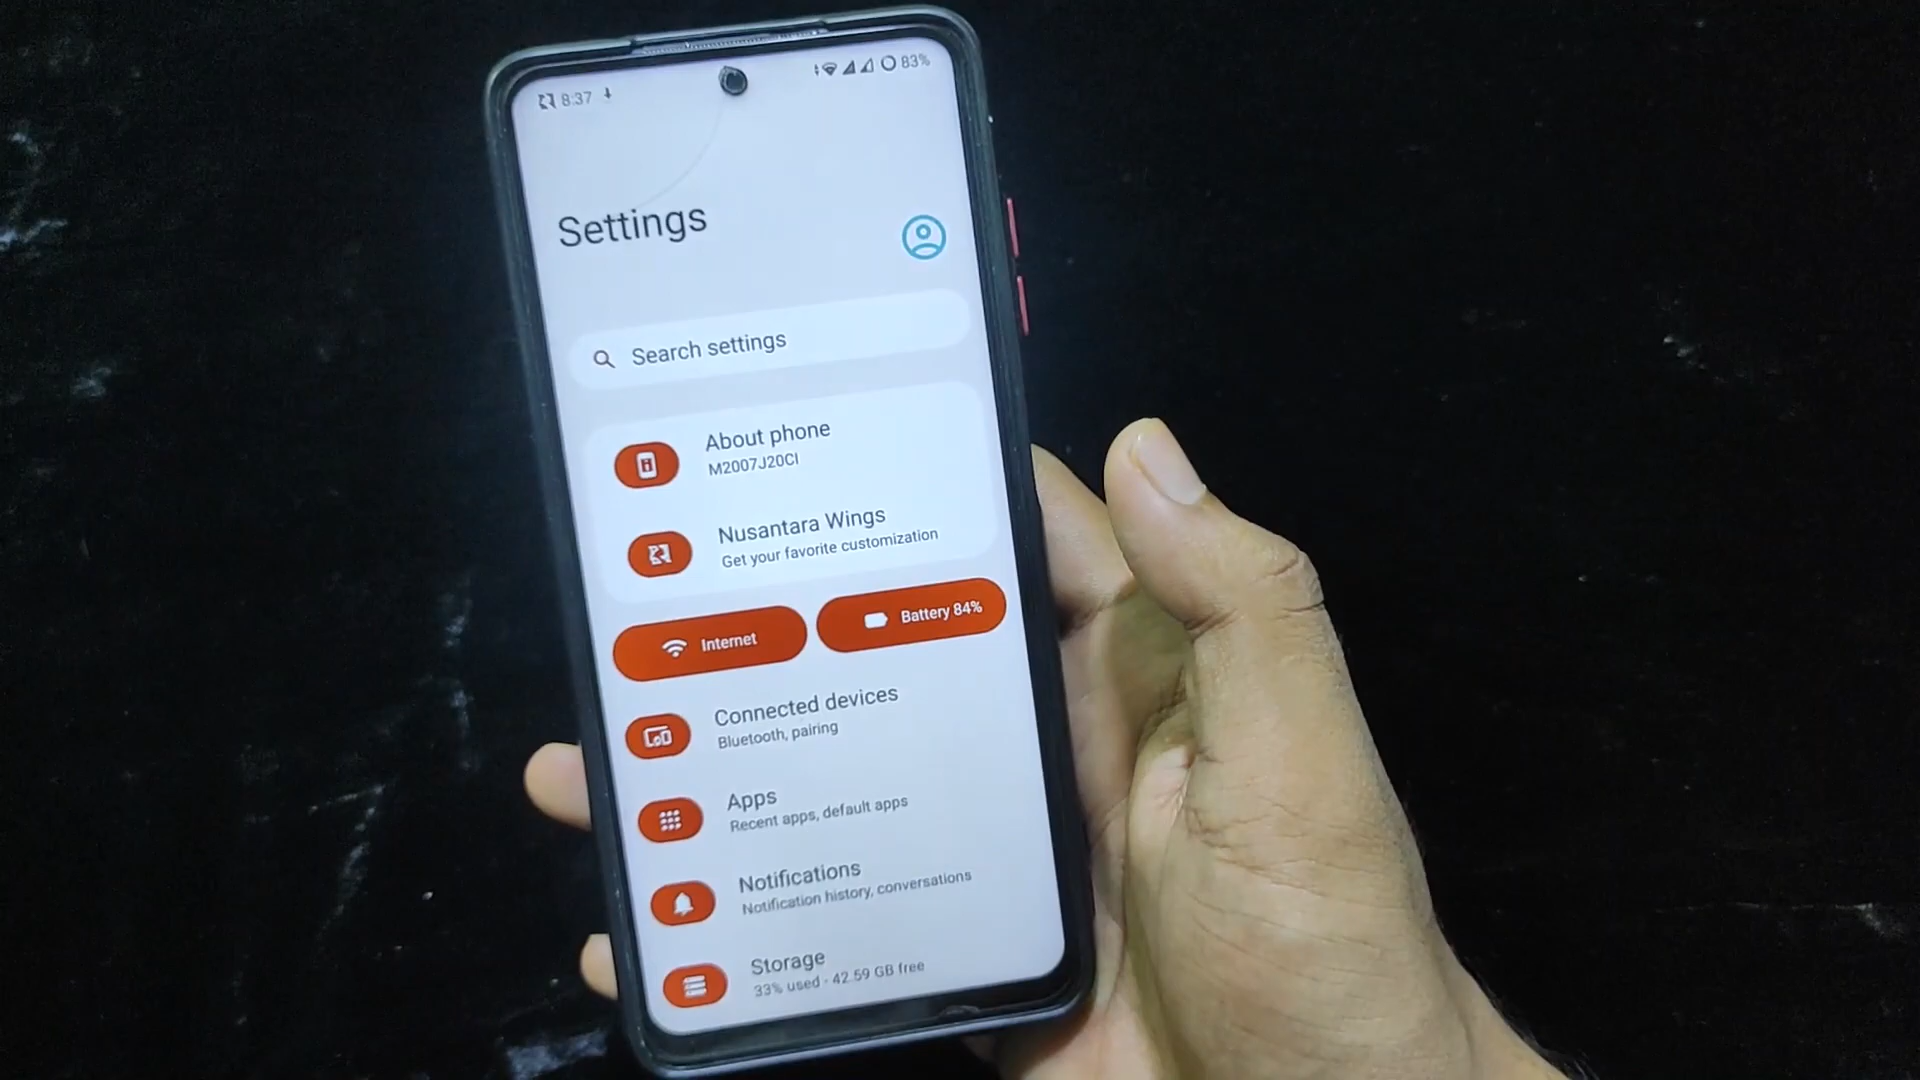 8:37
83%
Settings
Search settings
About phone
M2007J20CI
Nusantara Wings
Get your favorite customization
Internet
Battery 84%
Connected devices
Bluetooth, pairing
Apps
Recent apps, default apps
Notifications
Notification history, conversations
Storage
33% used - 42.59 GB free